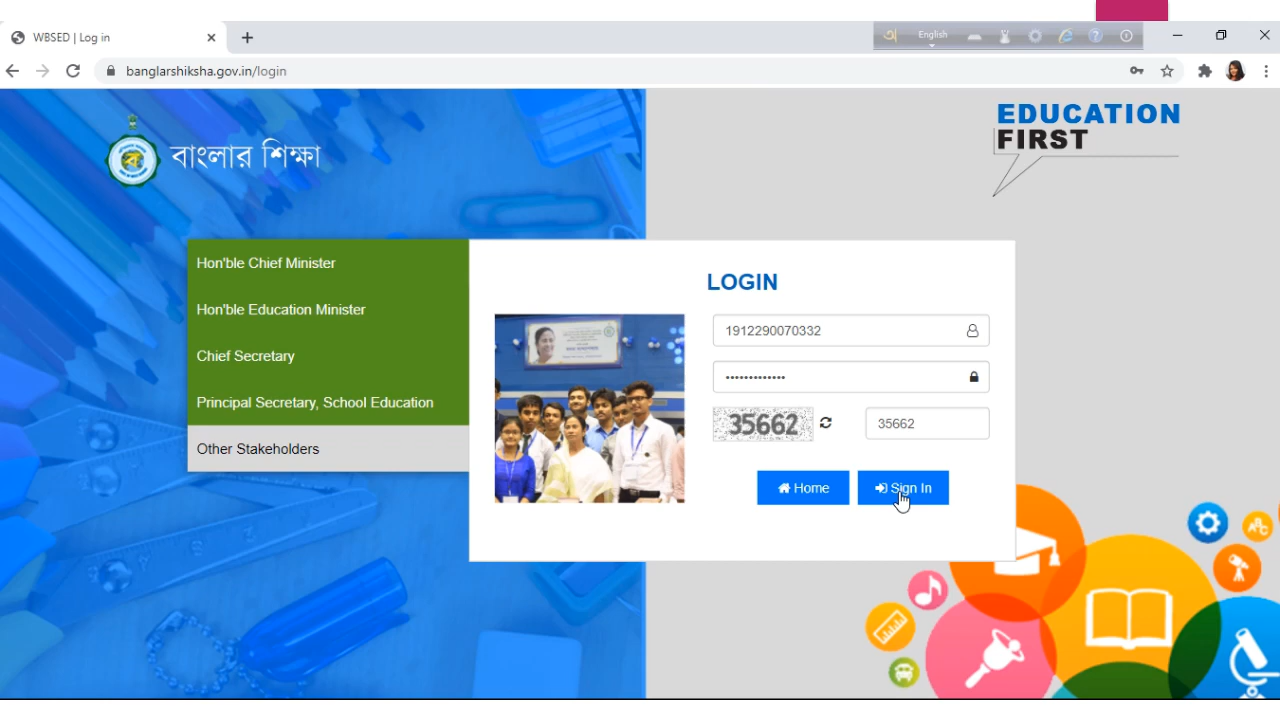 WBSED | Log in
English
banglarshiksha.gov.in/login
বাংলার শিক্ষা
EDUCATION
FIRST
Hon'ble Chief Minister
Hon'ble Education Minister
Chief Secretary
Principal Secretary, School Education
Other Stakeholders
LOGIN
1912290070332
•••••••••••••
35662
35662
Home
Sign In